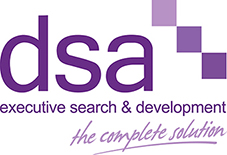 dsa
executive search & development
the complete solution